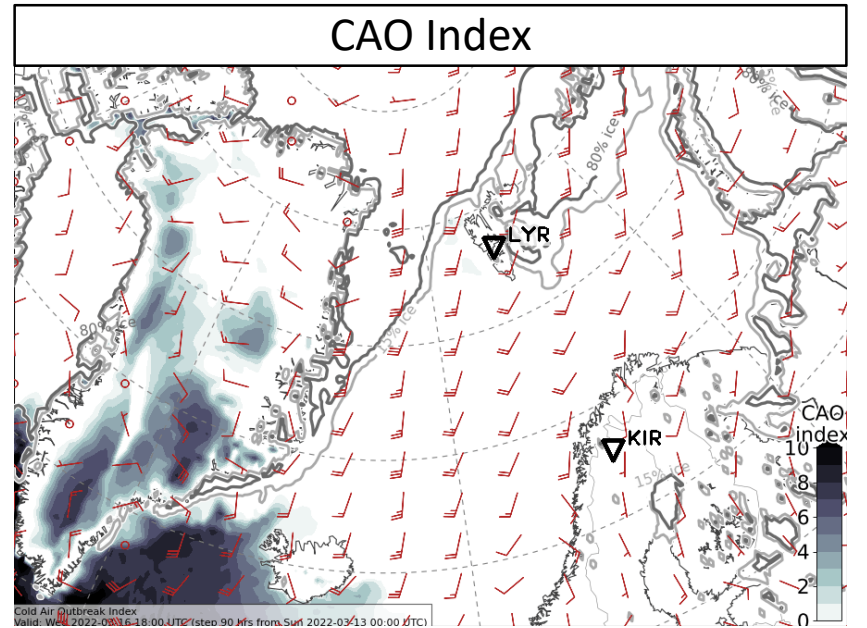 CAO Index
80% ice
80% ice
LYR
80% ice
15% ice
KIR
15% ice
CAO
index
10
8
6
4
2
0
Cold Air Outbreak Index
Valid: Wed 2022-03-16-18:00 UTC (step 90 hrs from Sun 2022-03-13 00:00 UTC)